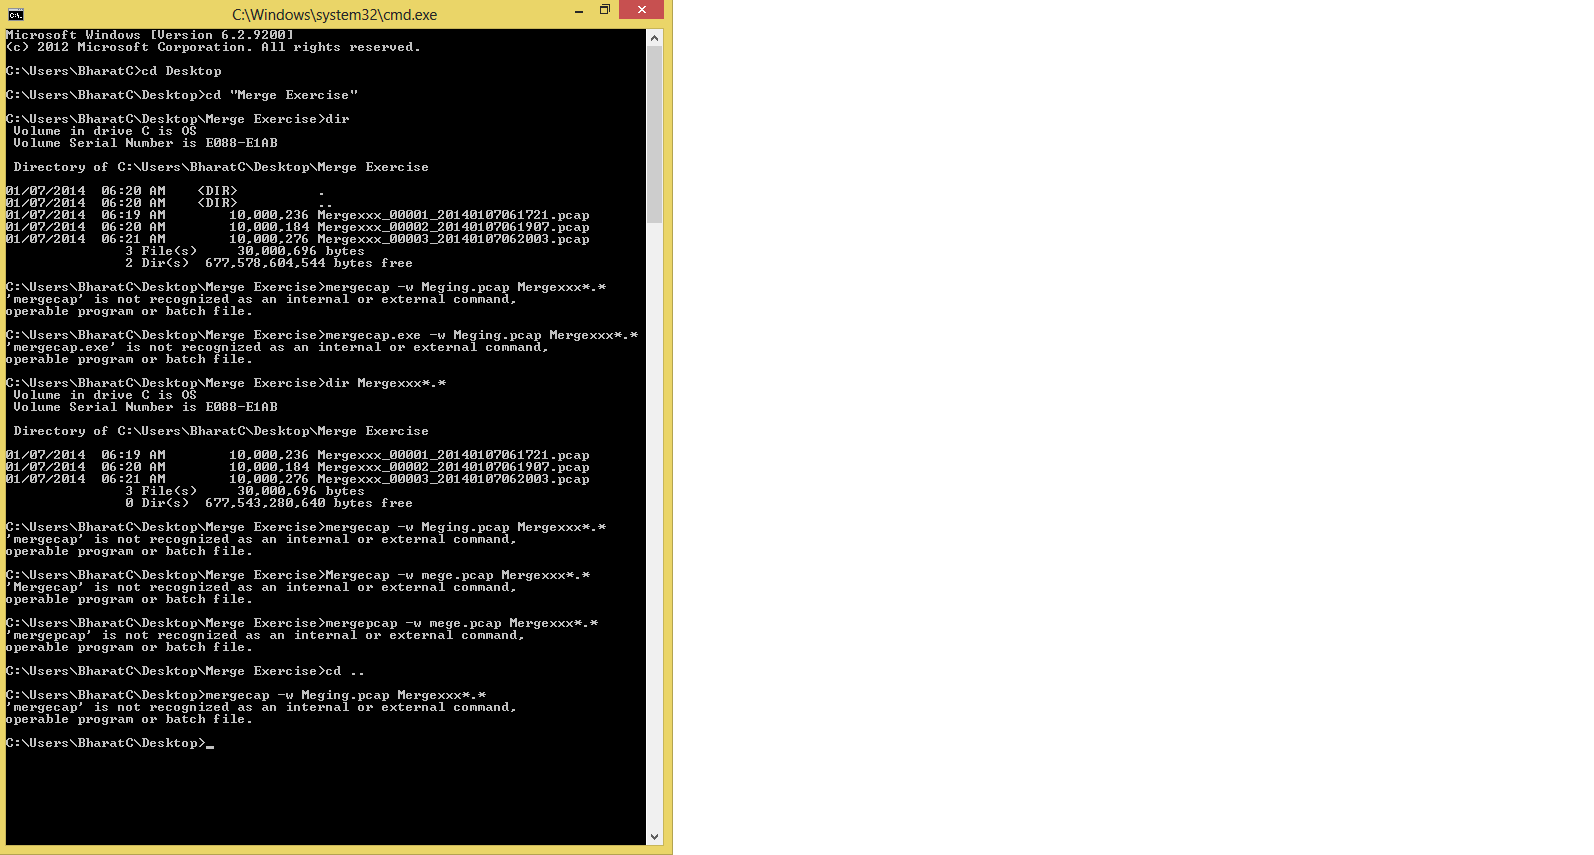 C:\Windows\system32\cmd.exe
Microsoft Windows [Version 6.2.9200]
(c) 2012 Microsoft Corporation. All rights reserved.
C:\Users\BharatC>cd Desktop
C:\Users\BharatC\Desktop>cd "Merge Exercise"
C:\Users\BharatC\Desktop\Merge Exercise>dir
Volume in drive C is OS
Volume Serial Number is E088-E1AB
Directory of C:\Users\BharatC\Desktop\Merge Exercise
01/07/2014  06:20 AM    <DIR>          .
01/07/2014  06:20 AM    <DIR>          ..
01/07/2014  06:19 AM        10,000,236 Mergexxx_00001_20140107061721.pcap
01/07/2014  06:20 AM        10,000,184 Mergexxx_00002_20140107061907.pcap
01/07/2014  06:21 AM        10,000,276 Mergexxx_00003_20140107062003.pcap
3 File(s)     30,000,696 bytes
2 Dir(s)  677,578,604,544 bytes free
C:\Users\BharatC\Desktop\Merge Exercise>mergecap -w Meging.pcap Mergexxx*.*
'mergecap' is not recognized as an internal or external command,
operable program or batch file.
C:\Users\BharatC\Desktop\Merge Exercise>mergecap.exe -w Meging.pcap Mergexxx*.*
'mergecap.exe' is not recognized as an internal or external command,
operable program or batch file.
C:\Users\BharatC\Desktop\Merge Exercise>dir Mergexxx*.*
Volume in drive C is OS
Volume Serial Number is E088-E1AB
Directory of C:\Users\BharatC\Desktop\Merge Exercise
01/07/2014  06:19 AM        10,000,236 Mergexxx_00001_20140107061721.pcap
01/07/2014  06:20 AM        10,000,184 Mergexxx_00002_20140107061907.pcap
01/07/2014  06:21 AM        10,000,276 Mergexxx_00003_20140107062003.pcap
3 File(s)     30,000,696 bytes
0 Dir(s)  677,543,280,640 bytes free
C:\Users\BharatC\Desktop\Merge Exercise>mergecap -w Meging.pcap Mergexxx*.*
'mergecap' is not recognized as an internal or external command,
operable program or batch file.
C:\Users\BharatC\Desktop\Merge Exercise>Mergecap -w mege.pcap Mergexxx*.*
'Mergecap' is not recognized as an internal or external command,
operable program or batch file.
C:\Users\BharatC\Desktop\Merge Exercise>mergepcap -w mege.pcap Mergexxx*.*
'mergepcap' is not recognized as an internal or external command,
operable program or batch file.
C:\Users\BharatC\Desktop\Merge Exercise>cd ..
C:\Users\BharatC\Desktop>mergecap -w Meging.pcap Mergexxx*.*
'mergecap' is not recognized as an internal or external command,
operable program or batch file.
C:\Users\BharatC\Desktop>_